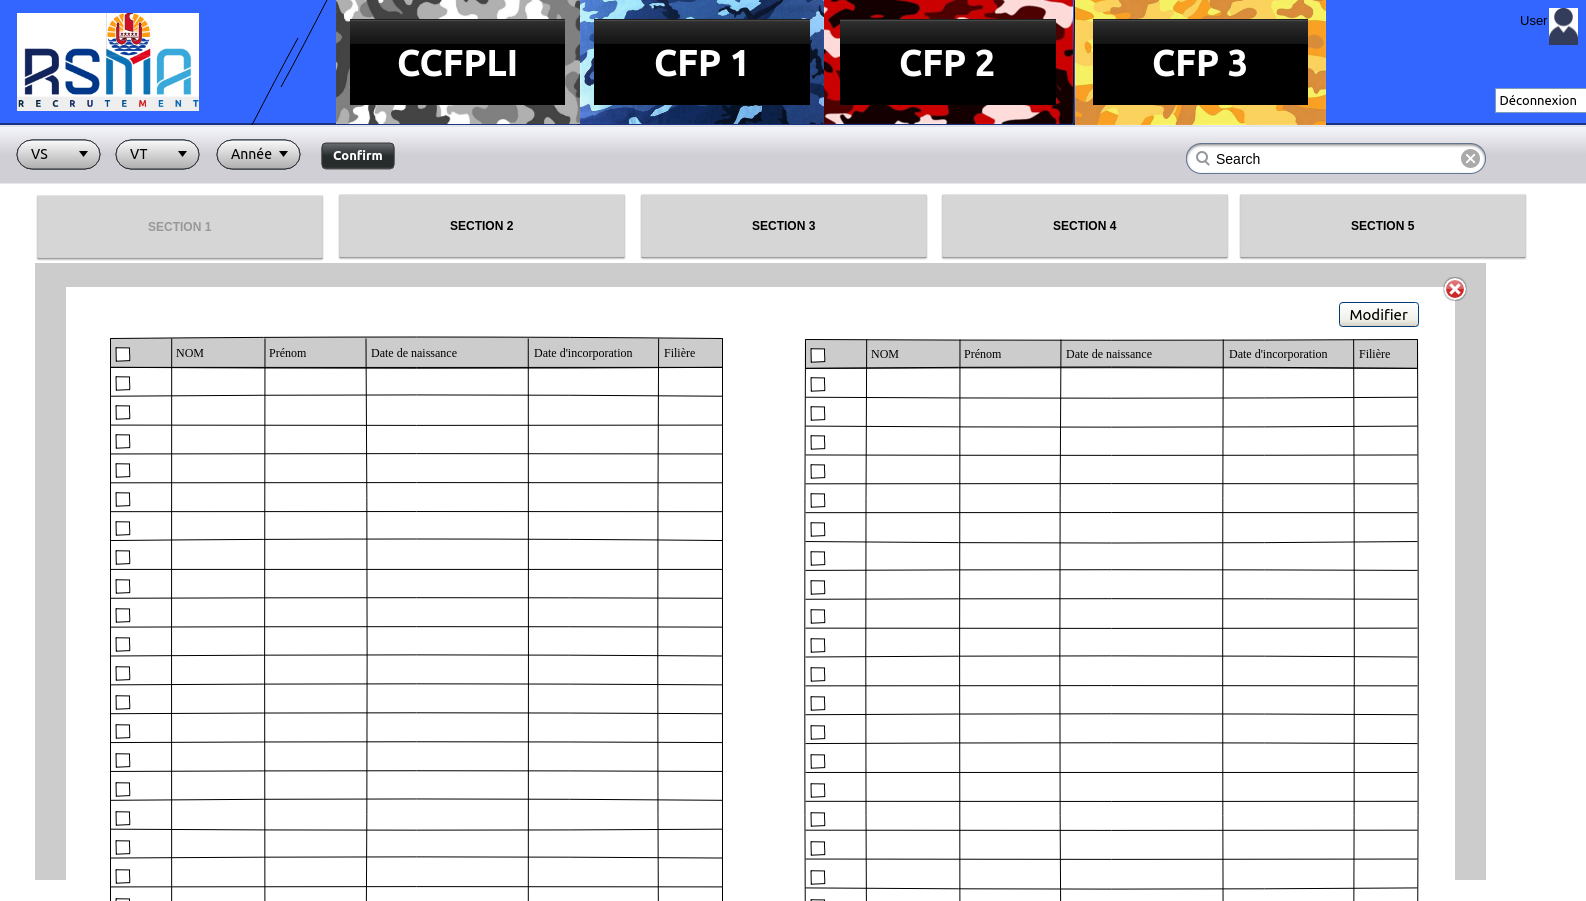 RSMA
RECRUTEMENT
CCFPLI
CFP 1
CFP 2
CFP 3
User
Déconnexion
VS
VT
Année
Confirm
Search
SECTION 1
SECTION 2
SECTION 3
SECTION 4
SECTION 5
Modifier
NOM Prénom Date de naissance Date d'incorporation Filière
NOM Prénom Date de naissance Date d'incorporation Filière